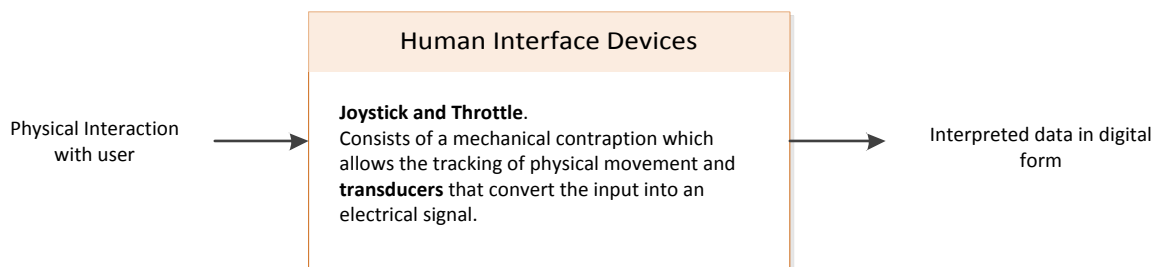 Human Interface Devices
Physical Interaction
with user
Joystick and Throttle.
Consists of a mechanical contraption which
allows the tracking of physical movement and
transducers that convert the input into an
electrical signal.
Interpreted data in digital
form